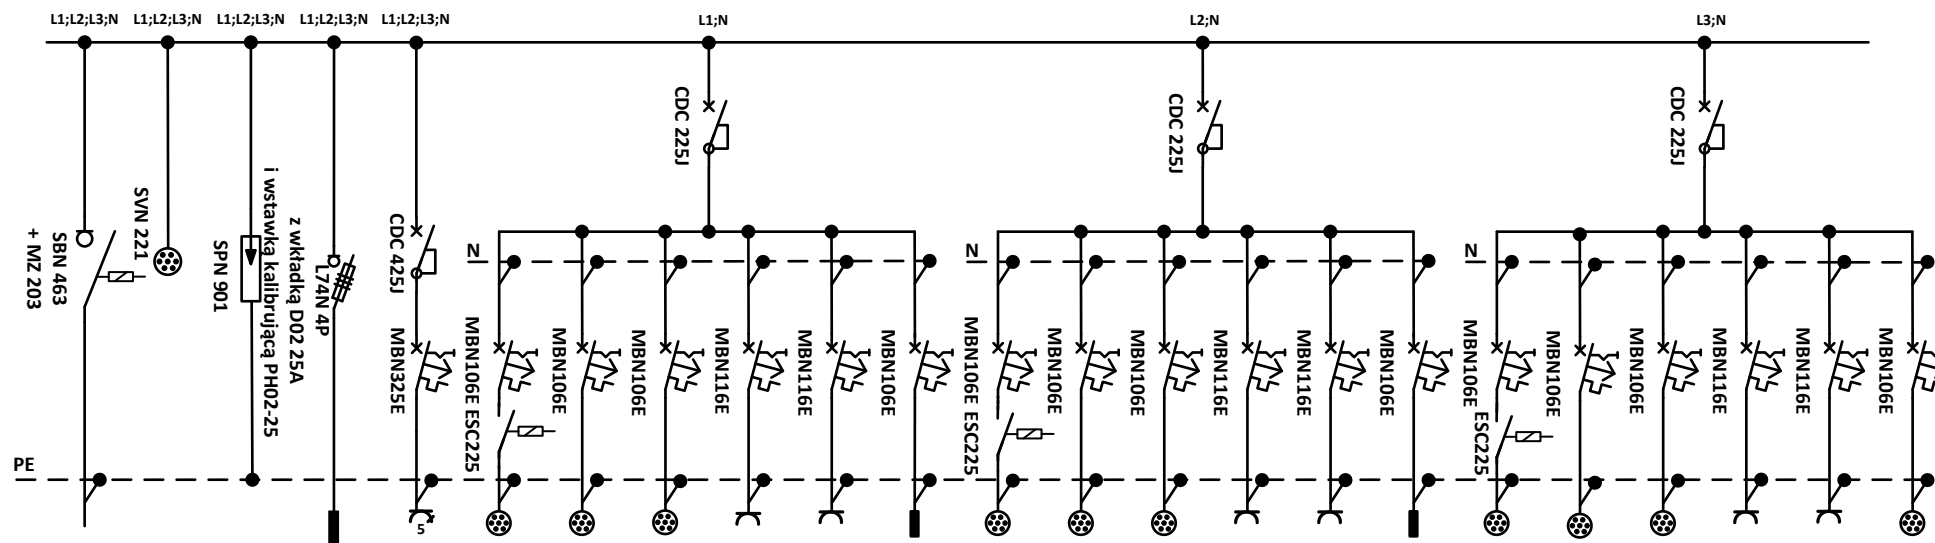 L1;L2;L3;N
L1;L2;L3;N
L1;L2;L3;N
L1;L2;L3;N
L1;L2;L3;N
L1;N
L2;N
L3;N
CDC 225J
CDC 225J
CDC 225J
SBN 463
+ MZ 203
SVN 221
SPN 901
L74N 4P
z wkładką D02 25A
i wstawką kalibrującą PH02-25
CDC 425J
MBN325E
N
MBN106E
ESC225
MBN106E
MBN106E
MBN116E
MBN116E
MBN106E
N
MBN106E
ESC225
MBN106E
MBN106E
MBN116E
MBN116E
MBN106E
N
MBN106E
ESC225
MBN106E
MBN106E
MBN116E
MBN116E
MBN106E
PE
5